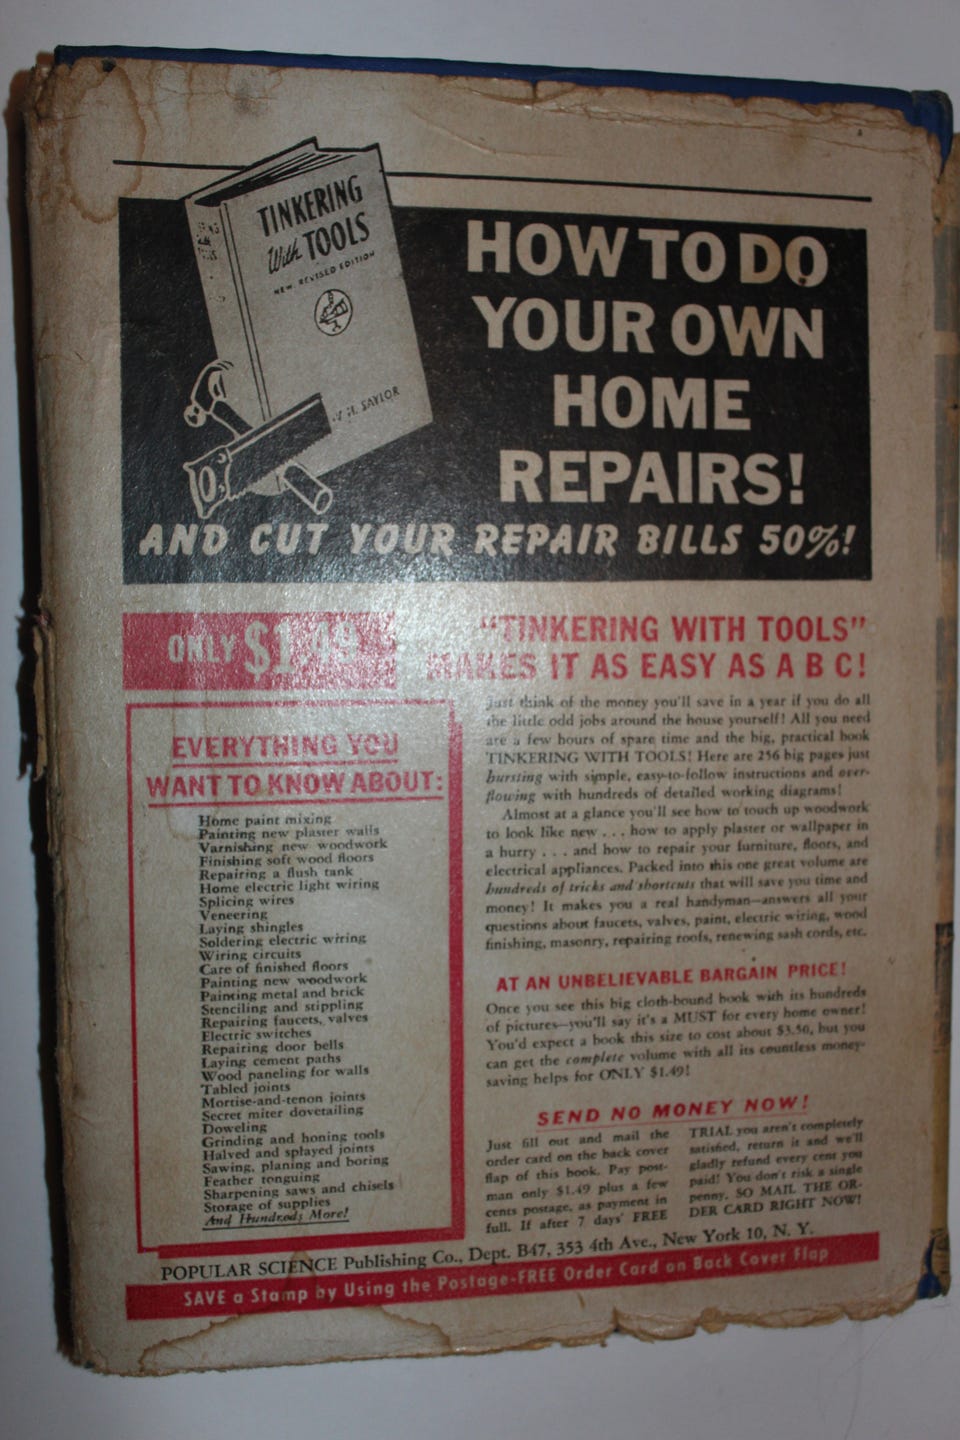 TINKERING
With TOOLS
NEW REVISED EDITION
H. SAYLOR
HOW TO DO
YOUR OWN
HOME
REPAIRS!
AND CUT YOUR REPAIR BILLS 50%!
ONLY $1.49
EVERYTHING YOU
WANT TO KNOW ABOUT:
Home paint mixing
Painting new plaster walls
Varnishing new woodwork
Finishing soft wood floors
Repairing a flush tank
Home electric light wiring
Splicing wires
Veneering
Laying shingles
Soldering electric wiring
Wiring circuits
Care of finished floors
Painting new woodwork
Painting metal and brick
Stenciling and stippling
Repairing faucets, valves
Electric switches
Repairing door bells
Laying cement paths
Wood paneling for walls
Tabled joints
Mortise-and-tenon joints
Secret miter dovetailing
Doweling
Grinding and honing tools
Halved and splayed joints
Sawing, planing and boring
Feather tonguing
Sharpening saws and chisels
Storage of supplies
And Hundreds More!
"TINKERING WITH TOOLS"
MAKES IT AS EASY AS A B C!
Just think of the money you'll save in a year if you do all
the little odd jobs around the house yourself! All you need
are a few hours of spare time and the big, practical book
TINKERING WITH TOOLS! Here are 256 big pages just
bursting with simple, easy-to-follow instructions and over-
flowing with hundreds of detailed working diagrams!
Almost at a glance you'll see how to touch up woodwork
to look like new . . . how to apply plaster or wallpaper in
a hurry . . . and how to repair your furniture, floors, and
electrical appliances. Packed into this one great volume are
hundreds of tricks and shortcuts that will save you time and
money! It makes you a real handyman—answers all your
questions about faucets, valves, paint, electric wiring, wood
finishing, masonry, repairing roofs, renewing sash cords, etc.
AT AN UNBELIEVABLE BARGAIN PRICE!
Once you see this big cloth-bound book with its hundreds
of pictures—you'll say it's a MUST for every home owner!
You'd expect a book this size to cost about $3.50, but you
can get the complete volume with all its countless money-
saving helps for ONLY $1.49!
SEND NO MONEY NOW!
Just fill out and mail the
order card on the back cover
flap of this book. Pay post-
man only $1.49 plus a few
cents postage, as payment in
full. If after 7 days' FREE
TRIAL you aren't completely
satisfied, return it and we'll
gladly refund every cent you
paid! You don't risk a single
penny. SO MAIL THE OR-
DER CARD RIGHT NOW!
POPULAR SCIENCE Publishing Co., Dept. B47, 353 4th Ave., New York 10, N. Y.
SAVE a Stamp by Using the Postage-FREE Order Card on Back Cover Flap